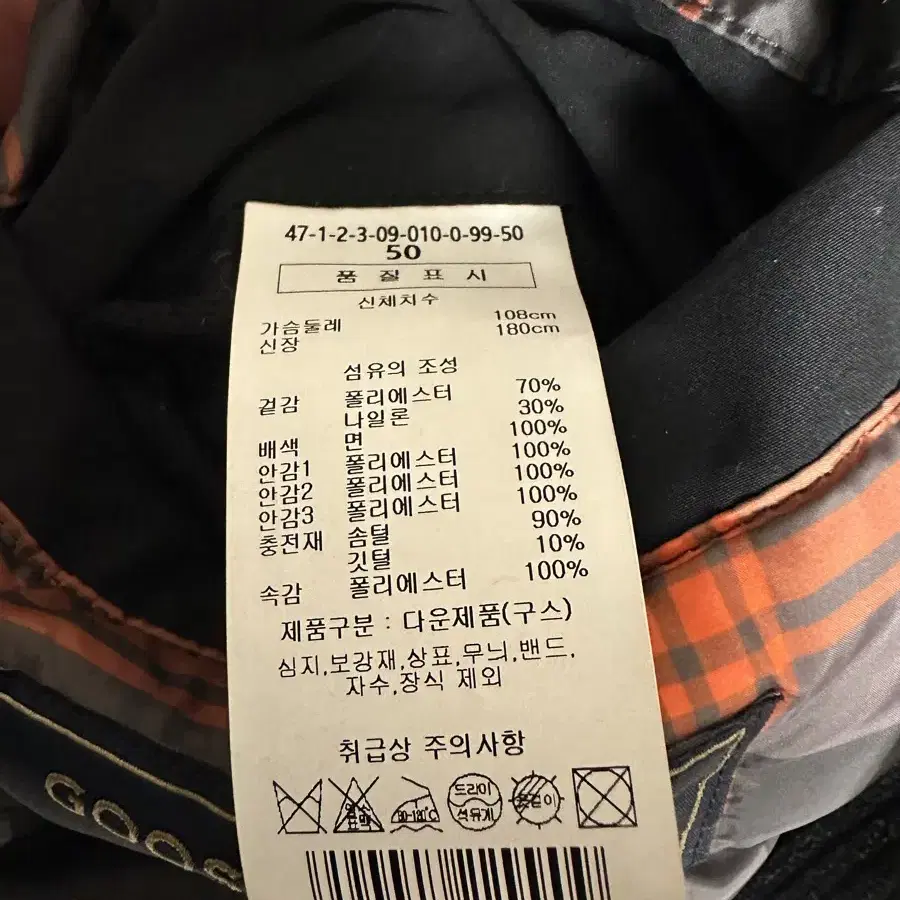 47-1-2-3-09-010-0-99-50
50
품 질 표 시
신체치수
가슴둘레 108cm
신장 180cm
섬유의 조성
겉감 폴리에스터 70%
나일론 30%
배색 면 100%
안감1 폴리에스터 100%
안감2 폴리에스터 100%
안감3 폴리에스터 100%
충전재 솜털 90%
깃털 10%
속감 폴리에스터 100%
제품구분 : 다운제품(구스)
심지,보강재,상표,무늬,밴드,
자수,장식 제외
취급상 주의사항
염소
표백
80-120℃
드라이
석유계
GOOS